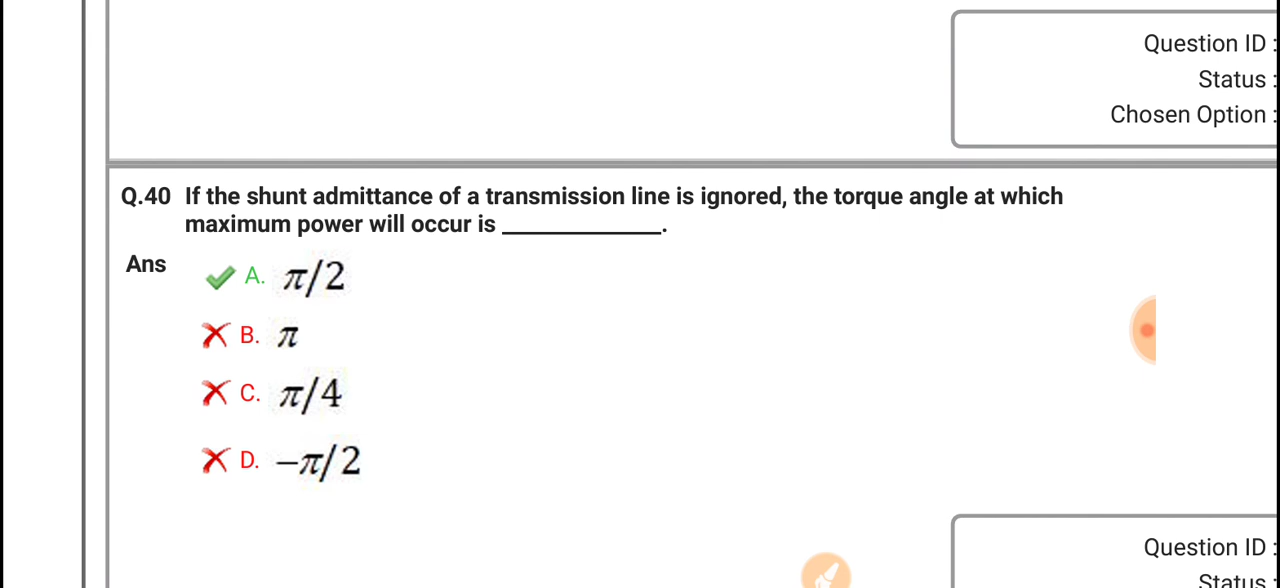 Question ID :
Status :
Chosen Option :
Q.40 If the shunt admittance of a transmission line is ignored, the torque angle at which
maximum power will occur is ____________.
Ans
A. π/2
B. π
C. π/4
D. −π/2
Question ID :
Status :